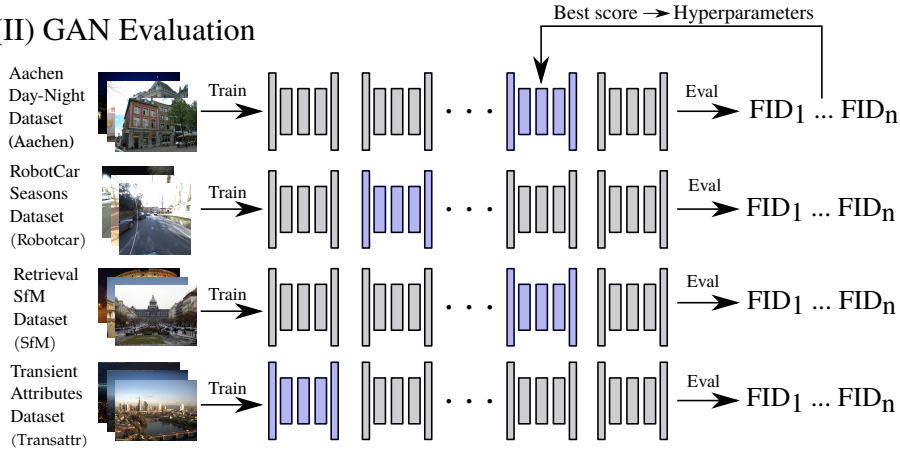 (II) GAN Evaluation
Best score → Hyperparameters
Aachen
Day-Night
Dataset
(Aachen)
Train
. . .
Eval
FID1 ... FIDn
RobotCar
Seasons
Dataset
(Robotcar)
Train
. . .
Eval
FID1 ... FIDn
Retrieval
SfM
Dataset
(SfM)
Train
. . .
Eval
FID1 ... FIDn
Transient
Attributes
Dataset
(Transattr)
Train
. . .
Eval
FID1 ... FIDn